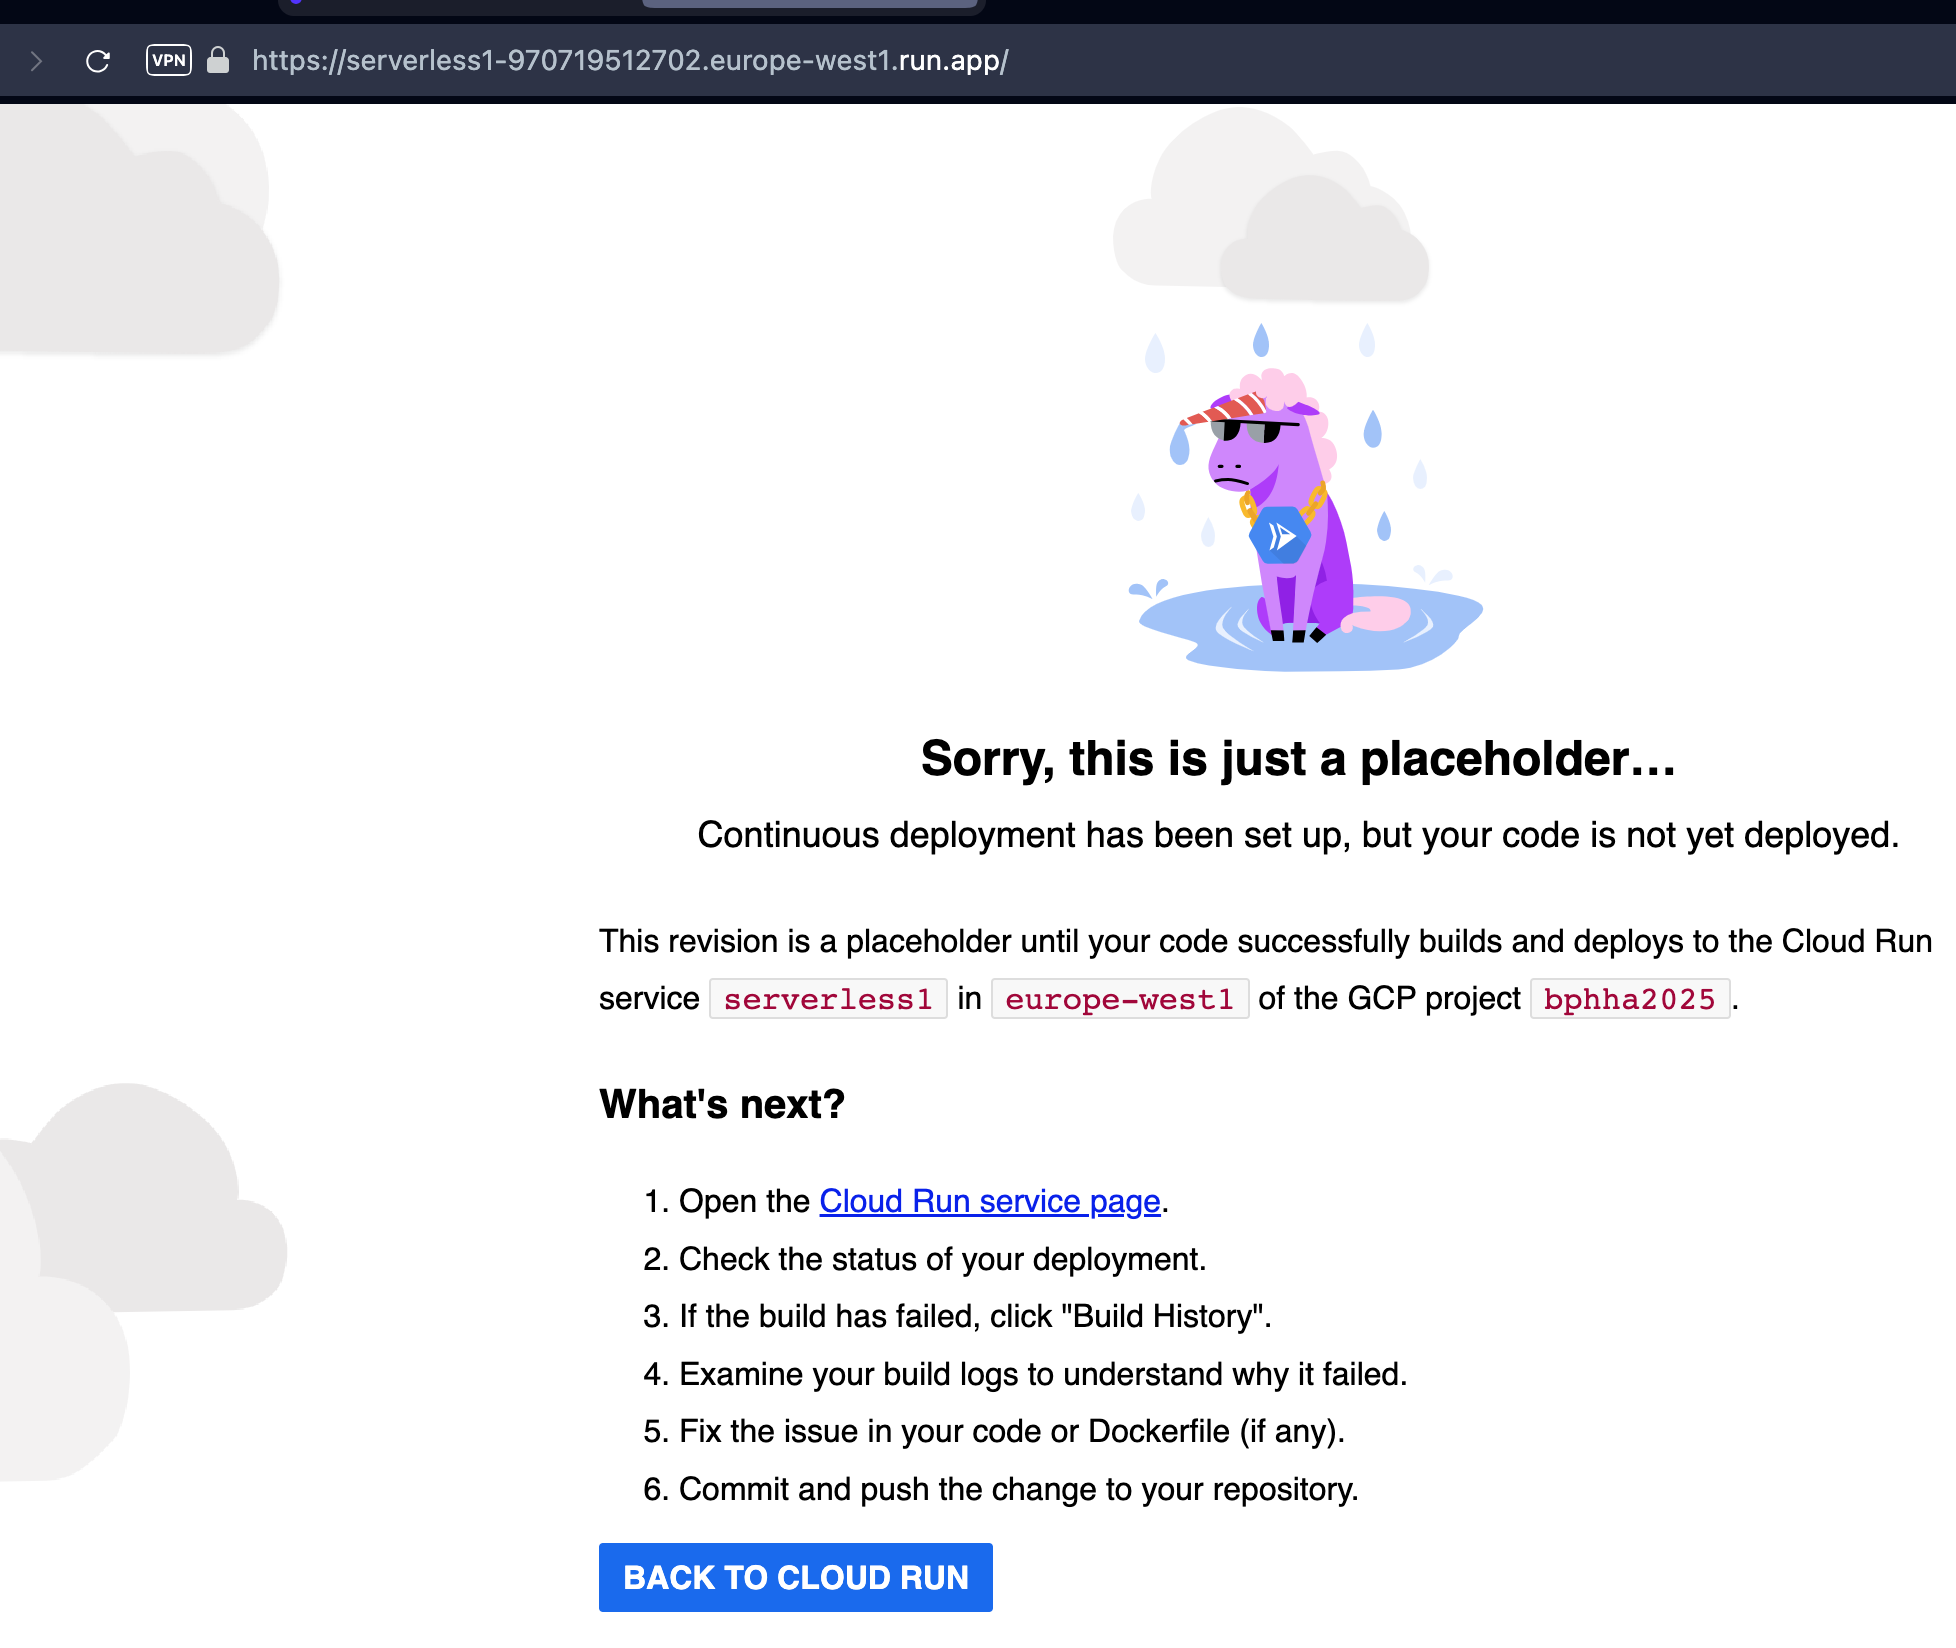 VPN https://serverless1-970719512702.europe-west1.run.app/
Sorry, this is just a placeholder...
Continuous deployment has been set up, but your code is not yet deployed.
This revision is a placeholder until your code successfully builds and deploys to the Cloud Run
service serverless1 in europe-west1 of the GCP project bphha2025.
What's next?
1. Open the Cloud Run service page.
2. Check the status of your deployment.
3. If the build has failed, click "Build History".
4. Examine your build logs to understand why it failed.
5. Fix the issue in your code or Dockerfile (if any).
6. Commit and push the change to your repository.
BACK TO CLOUD RUN